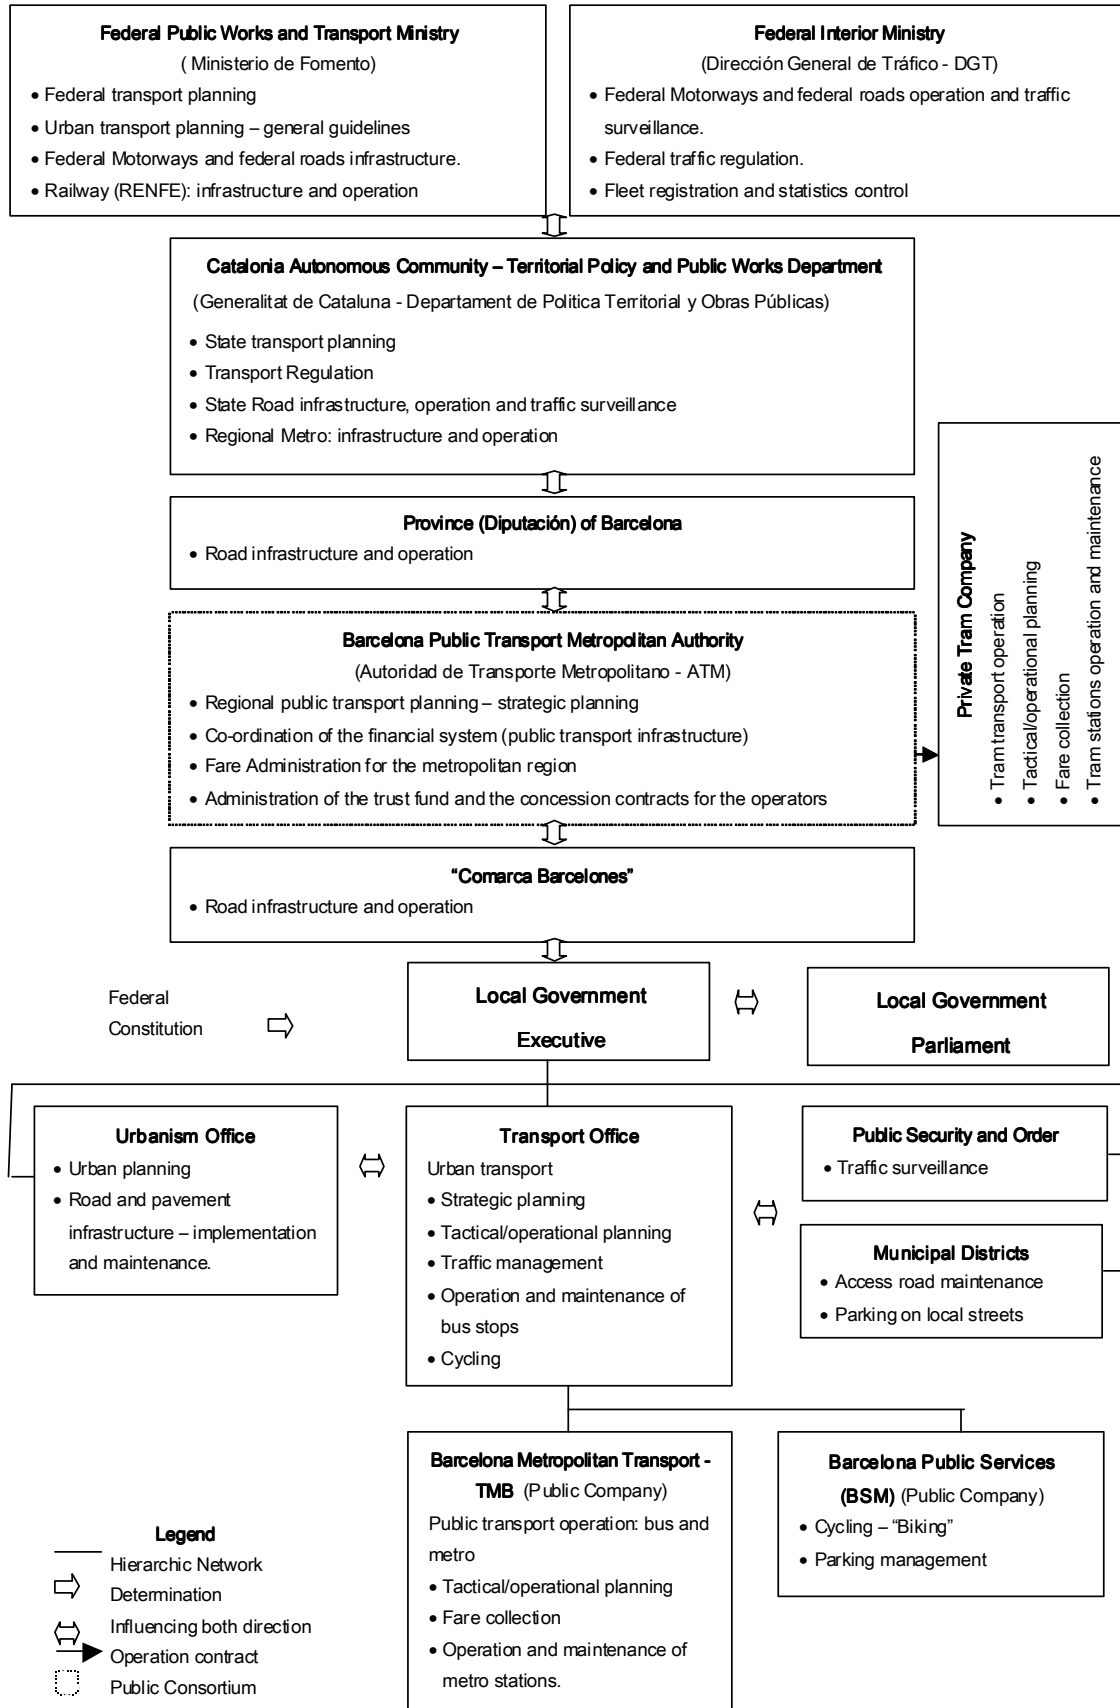 Federal Public Works and Transport Ministry
( Ministerio de Fomento)
• Federal transport planning
• Urban transport planning – general guidelines
• Federal Motorways and federal roads infrastructure.
• Railway (RENFE): infrastructure and operation
Federal Interior Ministry
(Dirección General de Tráfico - DGT)
• Federal Motorways and federal roads operation and traffic
surveillance.
• Federal traffic regulation.
• Fleet registration and statistics control
Catalonia Autonomous Community – Territorial Policy and Public Works Department
(Generalitat de Cataluna - Departament de Politica Territorial y Obras Públicas)
• State transport planning
• Transport Regulation
• State Road infrastructure, operation and traffic surveillance
• Regional Metro: infrastructure and operation
Province (Diputación) of Barcelona
• Road infrastructure and operation
Barcelona Public Transport Metropolitan Authority
(Autoridad de Transporte Metropolitano - ATM)
• Regional public transport planning – strategic planning
• Co-ordination of the financial system (public transport infrastructure)
• Fare Administration for the metropolitan region
• Administration of the trust fund and the concession contracts for the operators
Private Tram Company
• Tram transport operation
• Tactical/operational planning
• Fare collection
• Tram stations operation and maintenance
“Comarca Barcelones”
• Road infrastructure and operation
Federal
Constitution
Local Government
Executive
Local Government
Parliament
Urbanism Office
• Urban planning
• Road and pavement
infrastructure – implementation
and maintenance.
Transport Office
Urban transport
• Strategic planning
• Tactical/operational planning
• Traffic management
• Operation and maintenance of
bus stops
• Cycling
Public Security and Order
• Traffic surveillance
Municipal Districts
• Access road maintenance
• Parking on local streets
Barcelona Metropolitan Transport -
TMB (Public Company)
Public transport operation: bus and
metro
• Tactical/operational planning
• Fare collection
• Operation and maintenance of
metro stations.
Barcelona Public Services
(BSM) (Public Company)
• Cycling – “Biking”
• Parking management
Legend
Hierarchic Network
Determination
Influencing both direction
Operation contract
Public Consortium